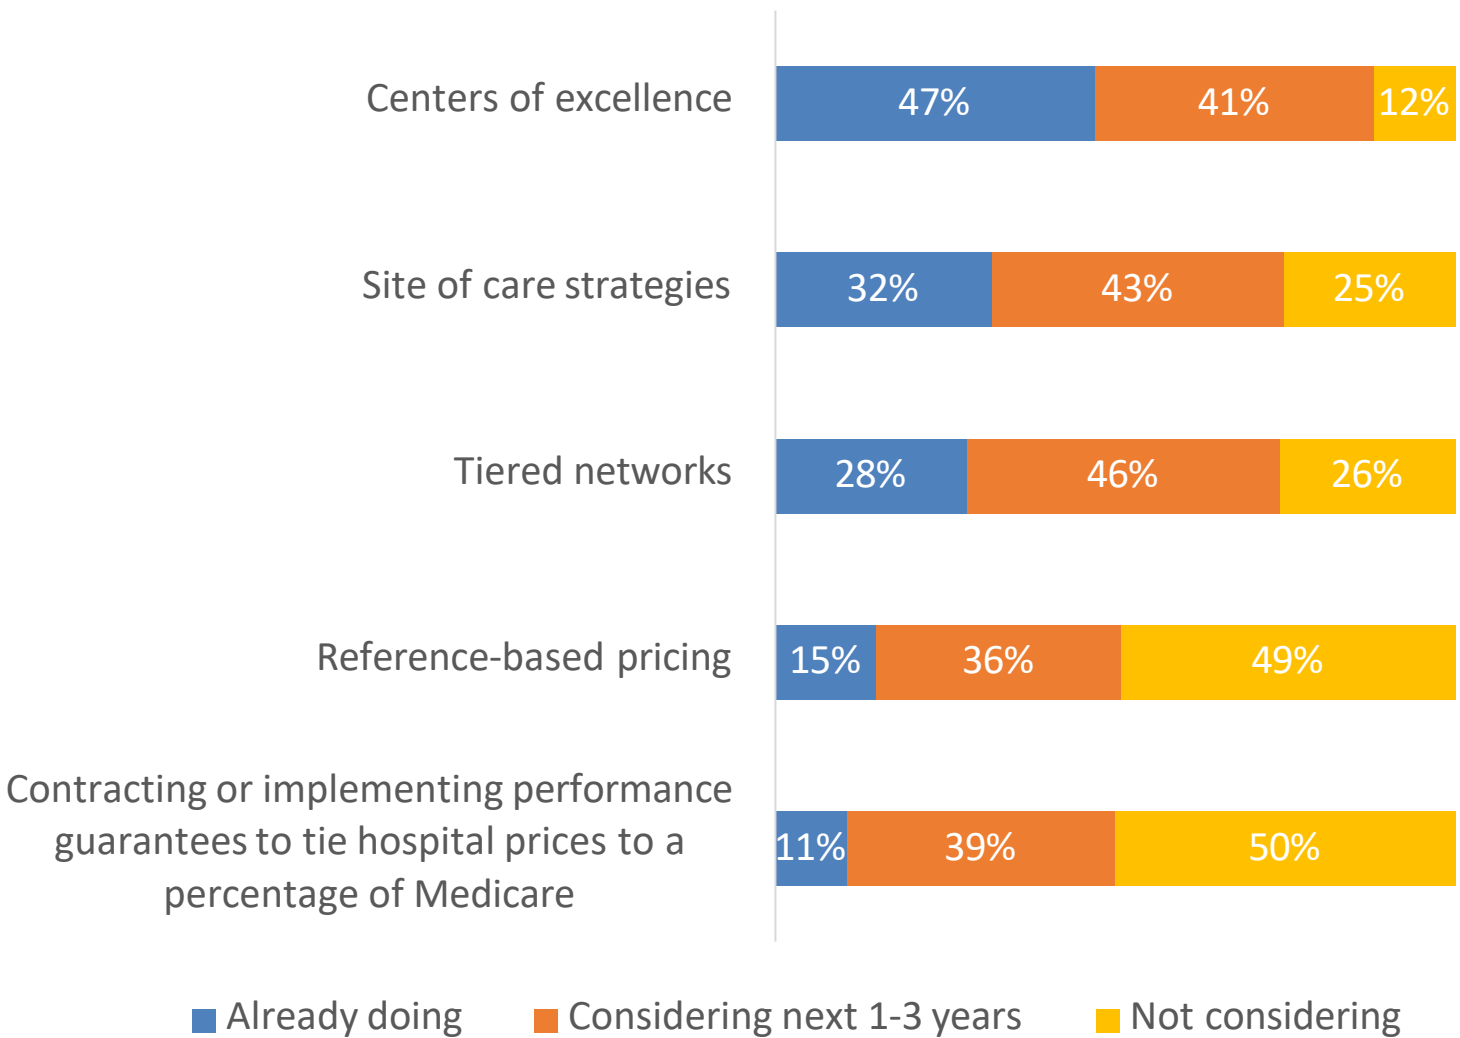 Centers of excellence 47% 41% 12%
Site of care strategies 32% 43% 25%
Tiered networks 28% 46% 26%
Reference-based pricing 15% 36% 49%
Contracting or implementing performance
guarantees to tie hospital prices to a
percentage of Medicare
11% 39% 50%
Already doing Considering next 1-3 years Not considering